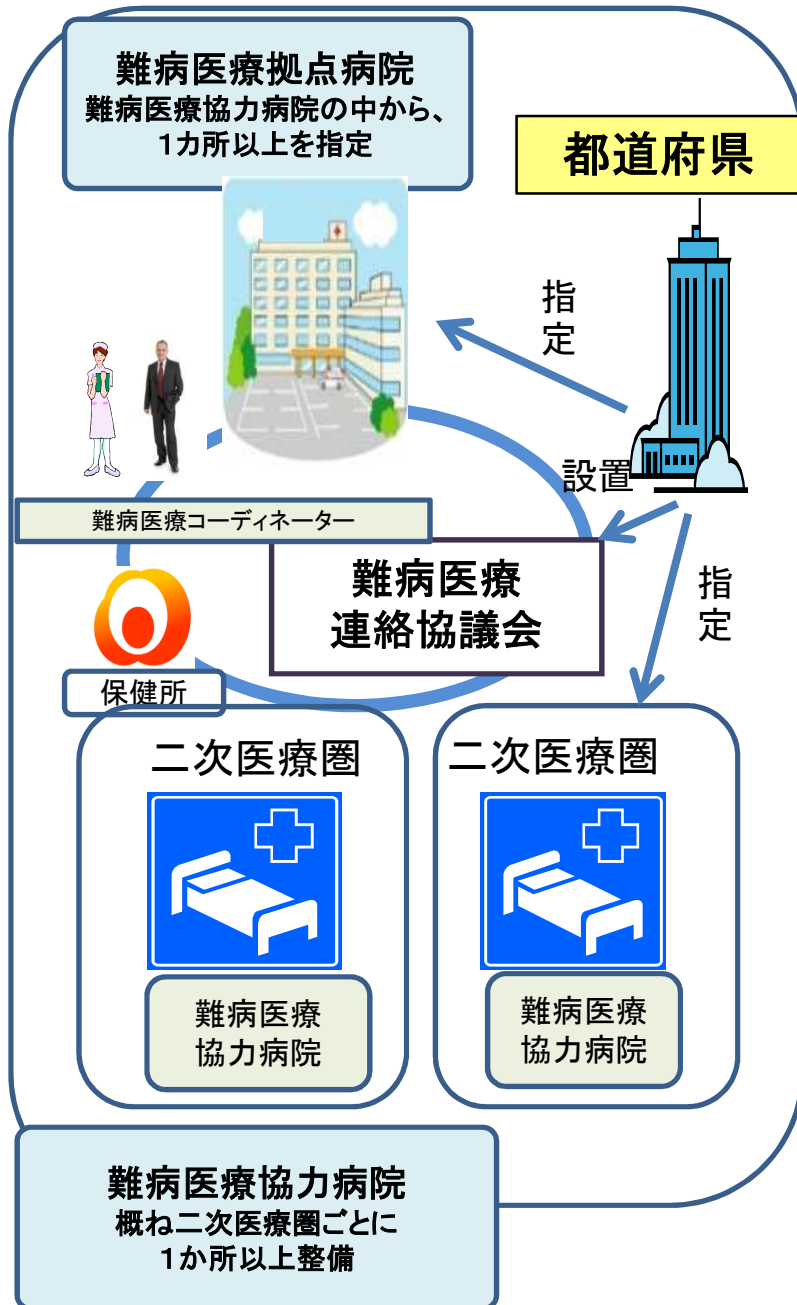 難病医療拠点病院
難病医療協力病院の中から、
1カ所以上を指定
都道府県
指
定
設置
難病医療コーディネーター
難病医療
連絡協議会
指
定
保健所
二次医療圏
二次医療圏
難病医療
協力病院
難病医療
協力病院
難病医療協力病院
概ね二次医療圏ごとに
1か所以上整備